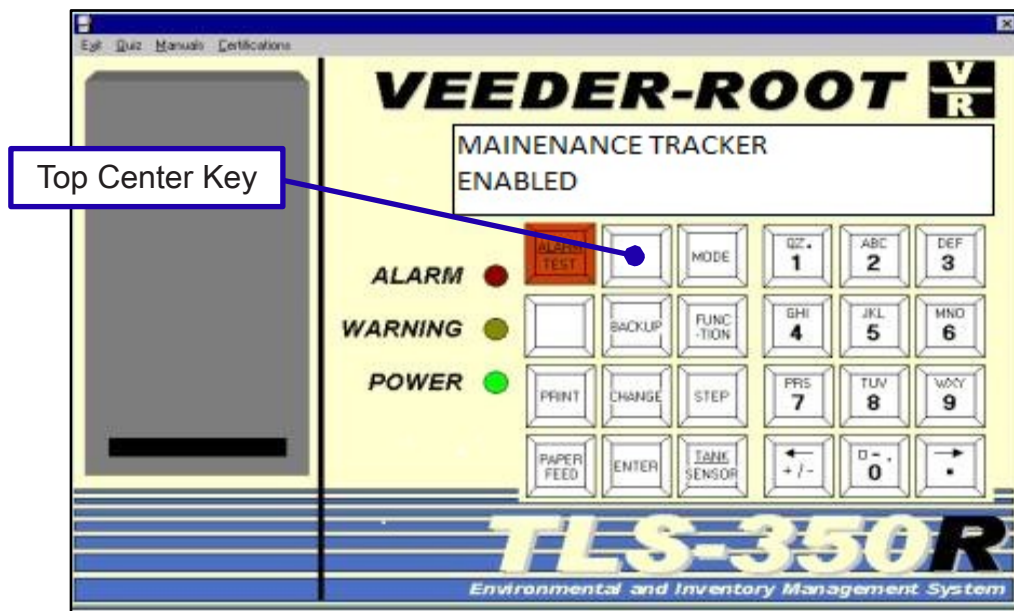 Exit Quiz Manuals Certifications
VEEDER-ROOT V R
MAINENANCE TRACKER
ENABLED
Top Center Key
ALARM TEST
MODE
QZ. 1
ABC 2
DEF 3
ALARM
BACKUP
FUNC -TION
GHI 4
JKL 5
MNO 6
WARNING
POWER
PRINT
CHANGE
STEP
PRS 7
TUV 8
WXY 9
PAPER FEED
ENTER
TANK SENSOR
← +/-
0
→ .
TLS-350R
Environmental and Inventory Management System